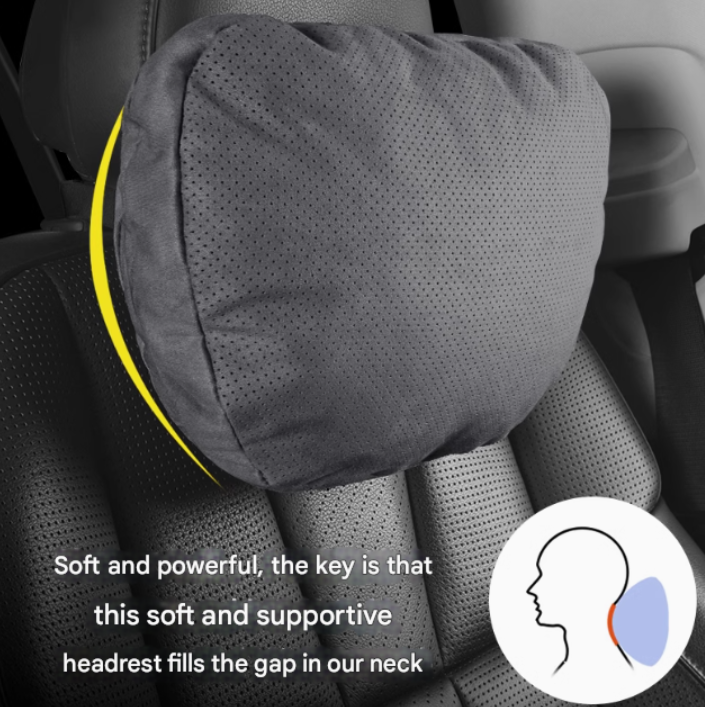 Soft and powerful, the key is that
this soft and supportive
headrest fills the gap in our neck